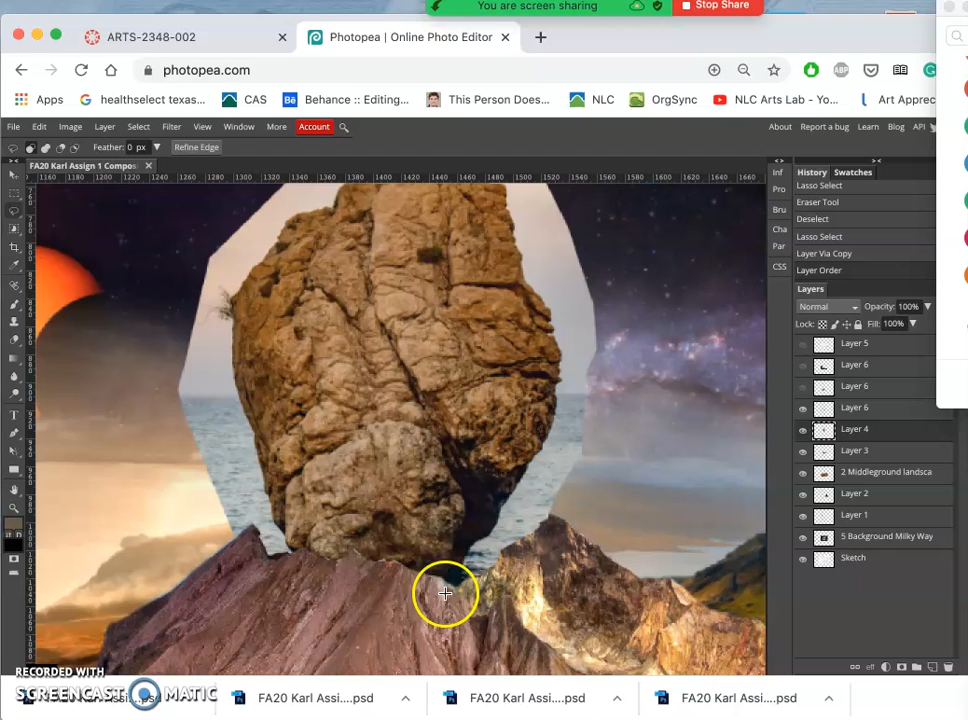 You are screen sharing
Stop Share
ARTS-2348-002
Photopea | Online Photo Editor
photopea.com
ABP
Apps
healthselect texas...
CAS
Behance :: Editing...
This Person Does...
NLC
OrgSync
NLC Arts Lab - Yo...
Art Apprec
File Edit Image Layer Select Filter View Window More Account
About Report a bug Learn Blog API
Feather: 0 px Refine Edge
FA20 Karl Assign 1 Compos
1160 1180 1200 1220 1240 1260 1280 1300 1320 1340 1360 1380 1400 1420 1440 1460 1480 1500 1520 1540 1560 1580 1600 1620 1640 1660
Inf
Pro
Bru
Cha
Par
CSS
History Swatches
Lasso Select
Eraser Tool
Deselect
Lasso Select
Layer Via Copy
Layer Order
Layers
Normal Opacity: 100%
Lock: Fill: 100%
Layer 5
Layer 6
Layer 6
Layer 6
Layer 4
Layer 3
2 Middleground landsca
Layer 2
Layer 1
5 Background Milky Way
Sketch
eff
RECORDED WITH
SCREENCAST MATIC
FA20 Karl Assi....psd
FA20 Karl Assi....psd
FA20 Karl Assi....psd